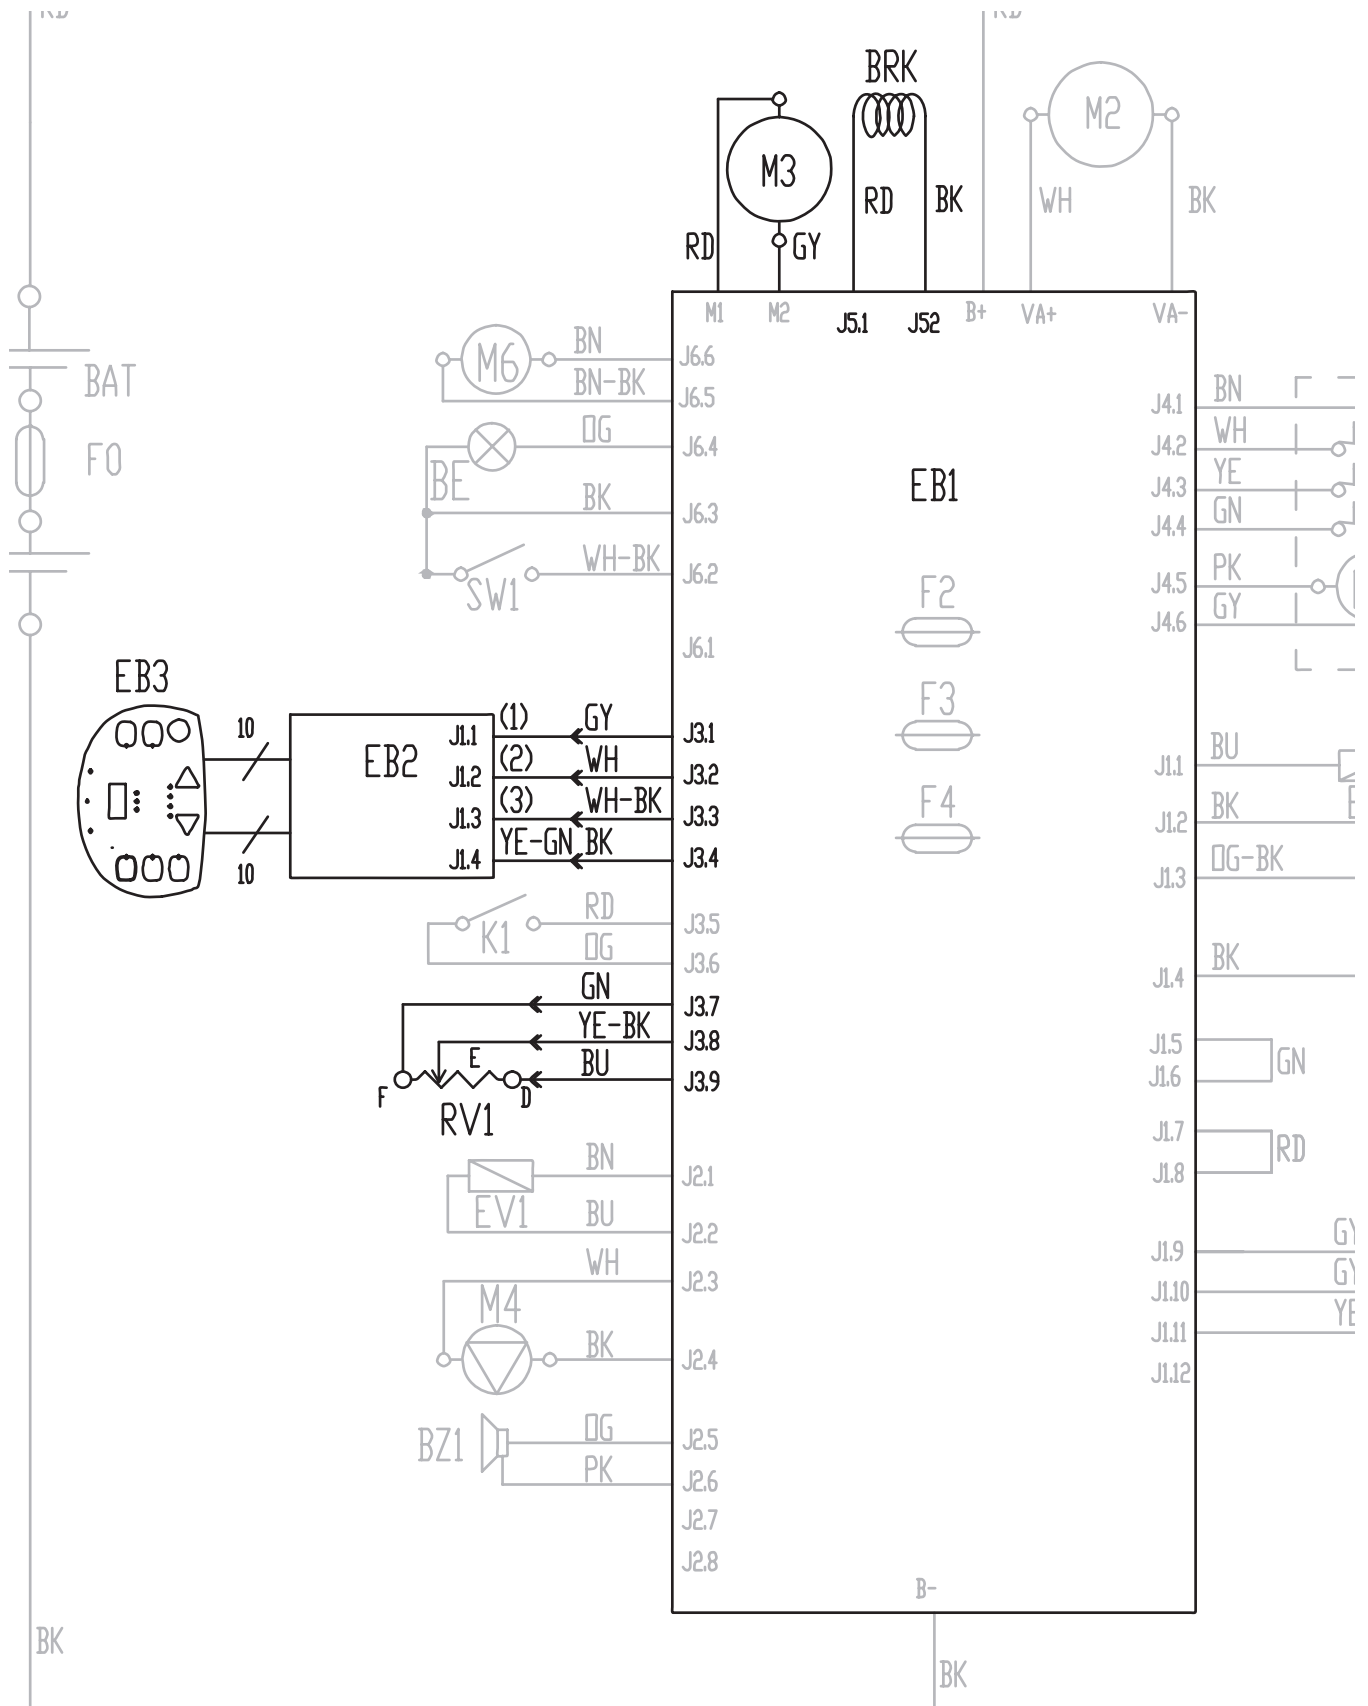 RD
RD
BRK
M2
M3
RD
BK
WH
BK
RD
GY
M1
M2
J5.1
J52
B+
VA+
VA-
M6
BN
J6.6
BAT
BN-BK
J6.5
BN
J4.1
OG
J6.4
WH
J4.2
F0
BE
EB1
YE
J4.3
BK
J6.3
GN
J4.4
WH-BK
J6.2
PK
J4.5
SW1
F2
GY
J4.6
J6.1
EB3
F3
10
(1)
GY
J1.1
J3.1
EB2
(2)
WH
J1.2
J3.2
BU
J1.1
(3)
WH-BK
J1.3
J3.3
F4
BK
J1.2
YE-GN
BK
J1.4
J3.4
10
OG-BK
J1.3
RD
J3.5
K1
OG
J3.6
BK
J1.4
GN
J3.7
YE-BK
J3.8
J1.5
E
BU
J3.9
J1.6
GN
F
D
RV1
J1.7
RD
BN
J2.1
J1.8
EV1
BU
J2.2
WH
J2.3
J1.9
GY
M4
J1.10
GY
J1.11
YE
BK
J2.4
J1.12
BZ1
OG
J2.5
PK
J2.6
J2.7
J2.8
B-
BK
BK